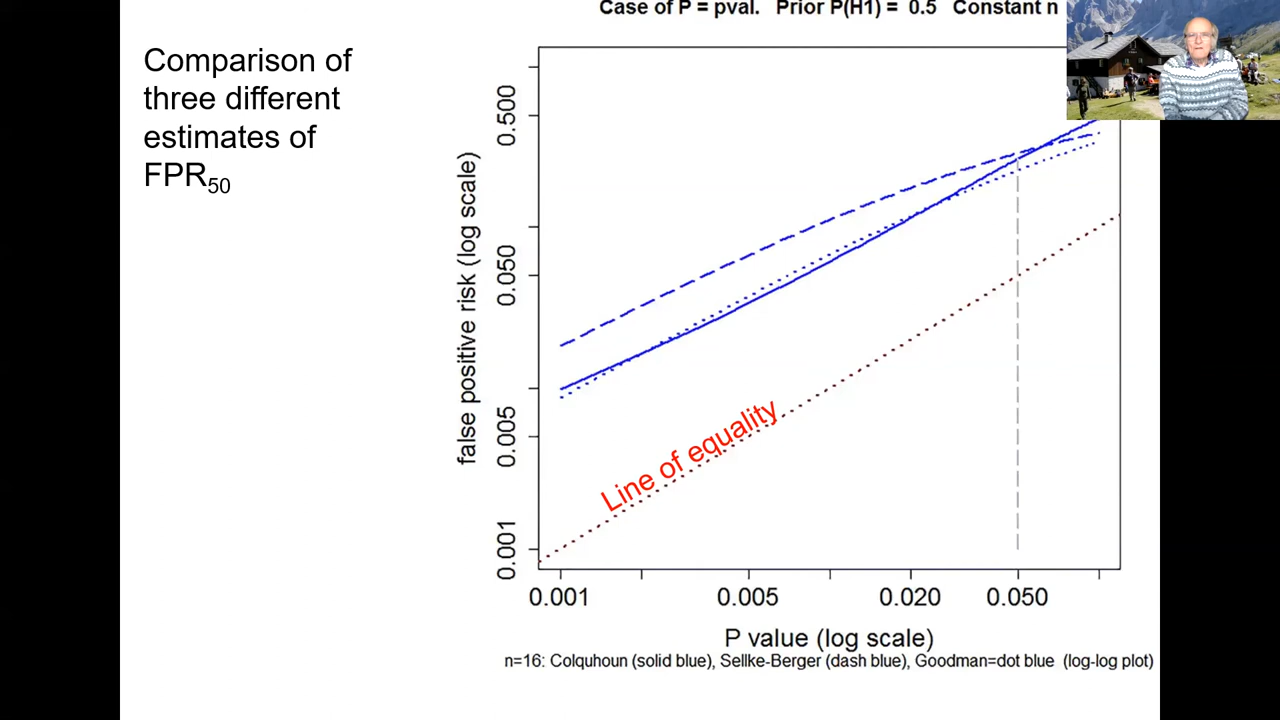 Case of P = pval. Prior P(H1) = 0.5 Constant n
Comparison of
three different
estimates of
FPR50
false positive risk (log scale)
0.500
0.050
0.005
0.001
Line of equality
0.001 0.005 0.020 0.050
P value (log scale)
n=16: Colquhoun (solid blue), Sellke-Berger (dash blue), Goodman=dot blue (log-log plot)